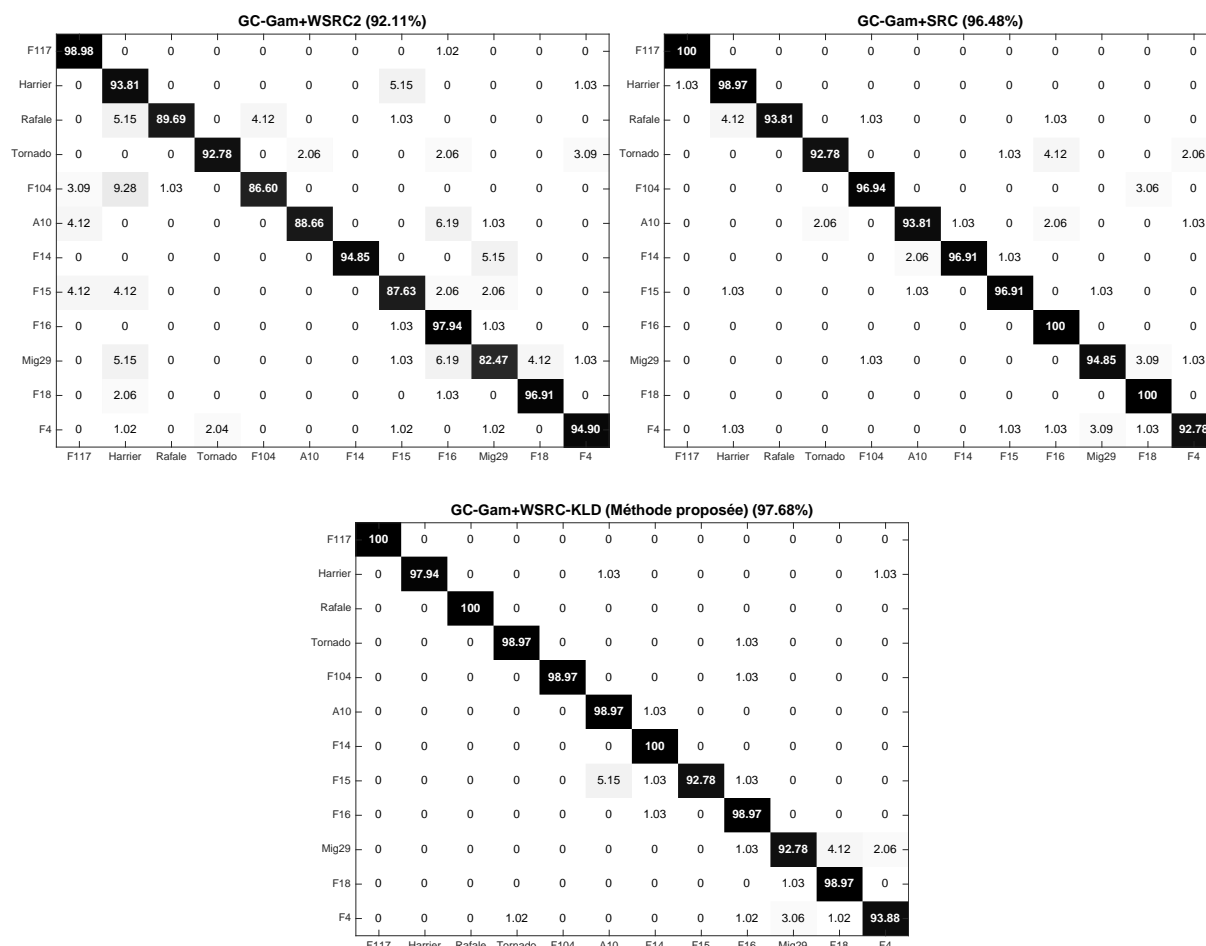 GC-Gam+WSRC2 (92.11%)
F117 98.98 0 0 0 0 0 0 0 1.02 0 0 0
Harrier 0 93.81 0 0 0 0 0 5.15 0 0 0 1.03
Rafale 0 5.15 89.69 0 4.12 0 0 1.03 0 0 0 0
Tornado 0 0 0 92.78 0 2.06 0 0 2.06 0 0 3.09
F104 3.09 9.28 1.03 0 86.60 0 0 0 0 0 0 0
A10 4.12 0 0 0 0 88.66 0 0 6.19 1.03 0 0
F14 0 0 0 0 0 0 94.85 0 0 5.15 0 0
F15 4.12 4.12 0 0 0 0 0 87.63 2.06 2.06 0 0
F16 0 0 0 0 0 0 0 1.03 97.94 1.03 0 0
Mig29 0 5.15 0 0 0 0 0 1.03 6.19 82.47 4.12 1.03
F18 0 2.06 0 0 0 0 0 0 1.03 0 96.91 0
F4 0 1.02 0 2.04 0 0 0 1.02 0 1.02 0 94.90
F117 Harrier Rafale Tornado F104 A10 F14 F15 F16 Mig29 F18 F4
GC-Gam+SRC (96.48%)
F117 100 0 0 0 0 0 0 0 0 0 0 0
Harrier 1.03 98.97 0 0 0 0 0 0 0 0 0 0
Rafale 0 4.12 93.81 0 1.03 0 0 0 1.03 0 0 0
Tornado 0 0 0 92.78 0 0 0 1.03 4.12 0 0 2.06
F104 0 0 0 0 96.94 0 0 0 0 0 3.06 0
A10 0 0 0 2.06 0 93.81 1.03 0 2.06 0 0 1.03
F14 0 0 0 0 0 2.06 96.91 1.03 0 0 0 0
F15 0 1.03 0 0 0 1.03 0 96.91 0 1.03 0 0
F16 0 0 0 0 0 0 0 0 100 0 0 0
Mig29 0 0 0 0 1.03 0 0 0 0 94.85 3.09 1.03
F18 0 0 0 0 0 0 0 0 0 0 100 0
F4 0 1.03 0 0 0 0 0 1.03 1.03 3.09 1.03 92.78
F117 Harrier Rafale Tornado F104 A10 F14 F15 F16 Mig29 F18 F4
GC-Gam+WSRC-KLD (Méthode proposée) (97.68%)
F117 100 0 0 0 0 0 0 0 0 0 0 0
Harrier 0 97.94 0 0 0 1.03 0 0 0 0 0 1.03
Rafale 0 0 100 0 0 0 0 0 0 0 0 0
Tornado 0 0 0 98.97 0 0 0 0 1.03 0 0 0
F104 0 0 0 0 98.97 0 0 0 1.03 0 0 0
A10 0 0 0 0 0 98.97 1.03 0 0 0 0 0
F14 0 0 0 0 0 0 100 0 0 0 0 0
F15 0 0 0 0 0 5.15 1.03 92.78 1.03 0 0 0
F16 0 0 0 0 0 0 1.03 0 98.97 0 0 0
Mig29 0 0 0 0 0 0 0 0 1.03 92.78 4.12 2.06
F18 0 0 0 0 0 0 0 0 0 1.03 98.97 0
F4 0 0 0 1.02 0 0 0 0 1.02 3.06 1.02 93.88
F117 Harrier Rafale Tornado F104 A10 F14 F15 F16 Mig29 F18 F4